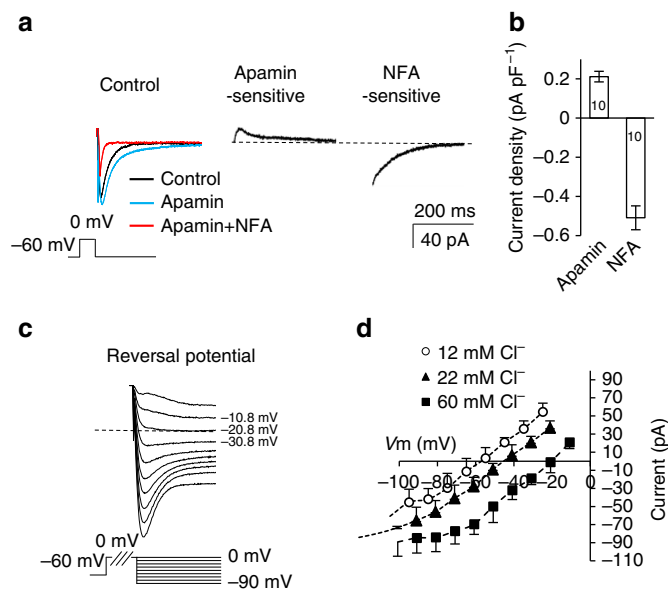 a
Control
Apamin
-sensitive
NFA
-sensitive
Control
Apamin
Apamin+NFA
0 mV
−60 mV
200 ms
40 pA
b
Current density (pA pF⁻¹)
0.2
0
−0.2
−0.4
−0.6
10
10
Apamin
NFA
c
Reversal potential
−10.8 mV
−20.8 mV
−30.8 mV
0 mV
−60 mV
0 mV
−90 mV
d
12 mM Cl⁻
22 mM Cl⁻
60 mM Cl⁻
Vm (mV)
−100 −80 −60 −40 −20 0
90
70
50
30
10
−10
−30
−50
−70
−90
−110
Current (pA)